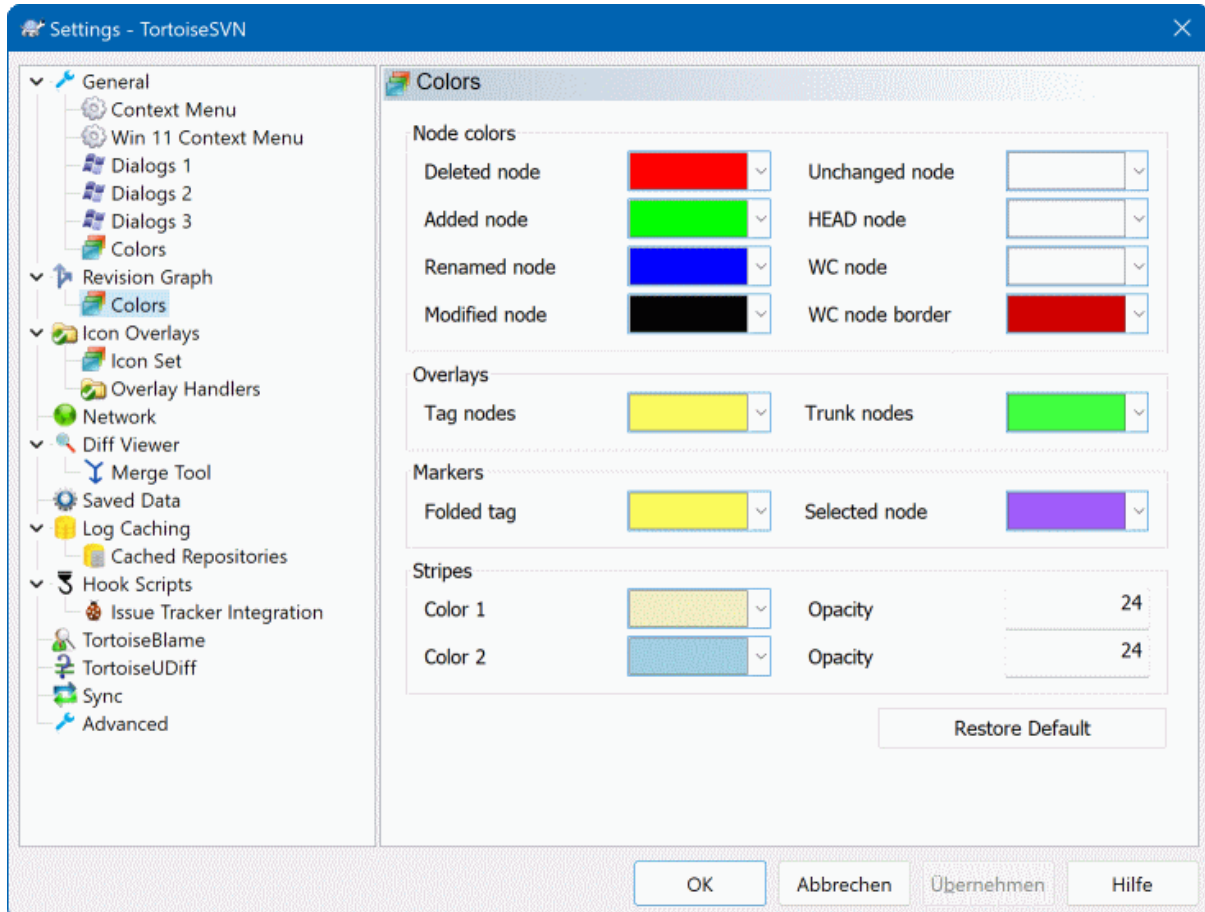 Settings - TortoiseSVN
General
Context Menu
Win 11 Context Menu
Dialogs 1
Dialogs 2
Dialogs 3
Colors
Revision Graph
Colors
Icon Overlays
Icon Set
Overlay Handlers
Network
Diff Viewer
Merge Tool
Saved Data
Log Caching
Cached Repositories
Hook Scripts
Issue Tracker Integration
TortoiseBlame
TortoiseUDiff
Sync
Advanced
Colors
Node colors
Deleted node
Unchanged node
Added node
HEAD node
Renamed node
WC node
Modified node
WC node border
Overlays
Tag nodes
Trunk nodes
Markers
Folded tag
Selected node
Stripes
Color 1
Opacity
24
Color 2
Opacity
24
Restore Default
OK
Abbrechen
Übernehmen
Hilfe